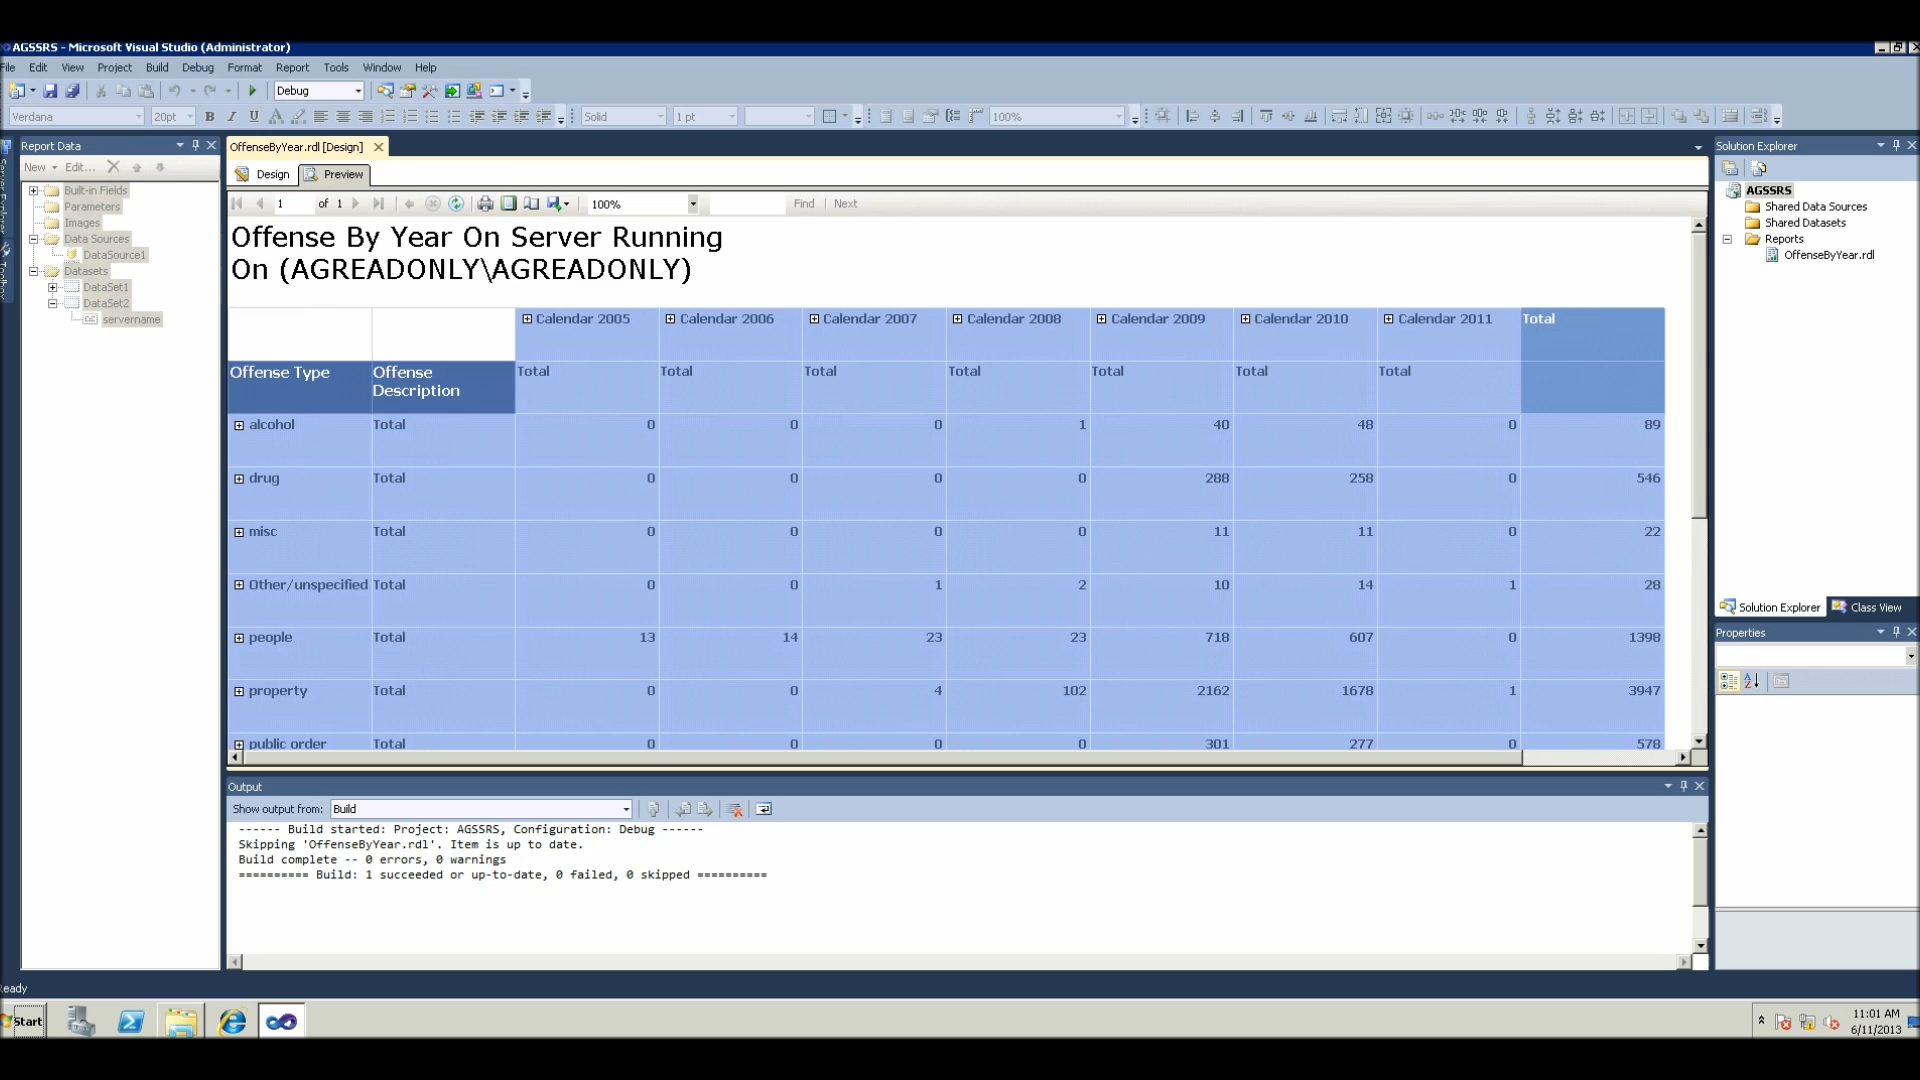 AGSSRS - Microsoft Visual Studio (Administrator)
File Edit View Project Build Debug Format Report Tools Window Help
Debug
Verdana 20pt B I U A Solid 1 pt 100%
Report Data
New Edit...
Built-in Fields
Parameters
Images
Data Sources
DataSource1
Datasets
DataSet1
DataSet2
servername
OffenseByYear.rdl [Design]
Design Preview
1 of 1 100% Find Next
Offense By Year On Server Running
On (AGREADONLY\AGREADONLY)
Calendar 2005 Calendar 2006 Calendar 2007 Calendar 2008 Calendar 2009 Calendar 2010 Calendar 2011 Total
Offense Type Offense Description Total Total Total Total Total Total Total
alcohol Total 0 0 0 1 40 48 0 89
drug Total 0 0 0 0 288 258 0 546
misc Total 0 0 0 0 11 11 0 22
Other/unspecified Total 0 0 1 2 10 14 1 28
people Total 13 14 23 23 718 607 0 1398
property Total 0 0 4 102 2162 1678 1 3947
public order Total 0 0 0 0 301 277 0 578
Output
Show output from: Build
------ Build started: Project: AGSSRS, Configuration: Debug ------
Skipping 'OffenseByYear.rdl'. Item is up to date.
Build complete -- 0 errors, 0 warnings
========== Build: 1 succeeded or up-to-date, 0 failed, 0 skipped ==========
Solution Explorer
AGSSRS
Shared Data Sources
Shared Datasets
Reports
OffenseByYear.rdl
Solution Explorer Class View
Properties
Start
11:01 AM
6/11/2013